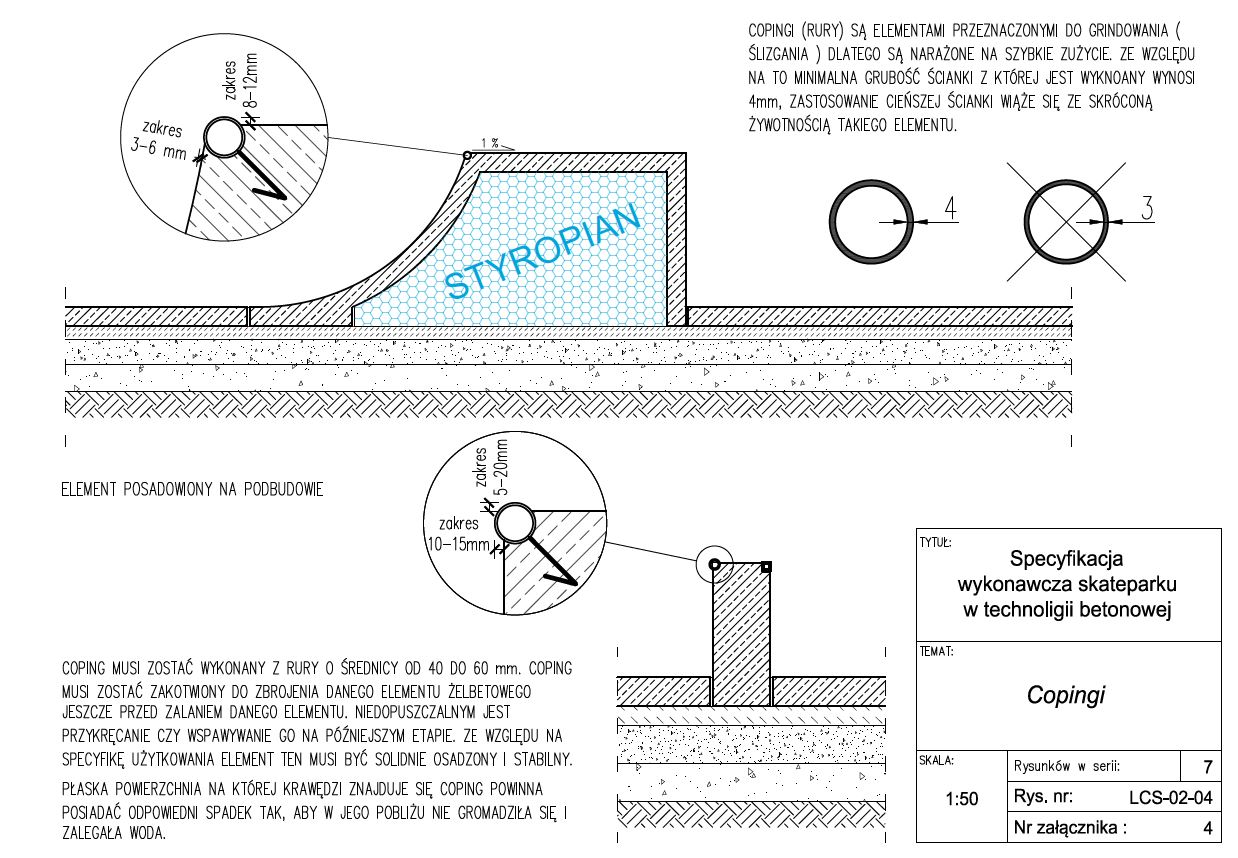 COPINGI (RURY) SĄ ELEMENTAMI PRZEZNACZONYMI DO GRINDOWANIA (
ŚLIZGANIA ) DLATEGO SĄ NARAŻONE NA SZYBKIE ZUŻYCIE. ZE WZGLĘDU
NA TO MINIMALNA GRUBOŚĆ ŚCIANKI Z KTÓREJ JEST WYKNOANY WYNOSI
4mm, ZASTOSOWANIE CIEŃSZEJ ŚCIANKI WIĄŻE SIĘ ZE SKRÓCONĄ
ŻYWOTNOŚCIĄ TAKIEGO ELEMENTU.
zakres
8-12mm
zakres
3-6 mm
1 %
4
3
STYROPIAN
ELEMENT POSADOWIONY NA PODBUDOWIE
zakres
5-20mm
zakres
10-15mm
COPING MUSI ZOSTAĆ WYKONANY Z RURY O ŚREDNICY OD 40 DO 60 mm. COPING
MUSI ZOSTAĆ ZAKOTWIONY DO ZBROJENIA DANEGO ELEMENTU ŻELBETOWEGO
JESZCZE PRZED ZALANIEM DANEGO ELEMENTU. NIEDOPUSZCZALNYM JEST
PRZYKRĘCANIE CZY WSPAWYWANIE GO NA PÓŹNIEJSZYM ETAPIE. ZE WZGLĘDU NA
SPECYFIKĘ UŻYTKOWANIA ELEMENT TEN MUSI BYĆ SOLIDNIE OSADZONY I STABILNY.
PŁASKA POWIERZCHNIA NA KTÓREJ KRAWĘDZI ZNAJDUJE SIĘ COPING POWINNA
POSIADAĆ ODPOWIEDNI SPADEK TAK, ABY W JEGO POBLIŻU NIE GROMADZIŁA SIĘ I
ZALEGAŁA WODA.
TYTUŁ:
Specyfikacja
wykonawcza skateparku
w technoligii betonowej
TEMAT:
Copingi
SKALA:
1:50
Rysunków w serii: 7
Rys. nr: LCS-02-04
Nr załącznika : 4